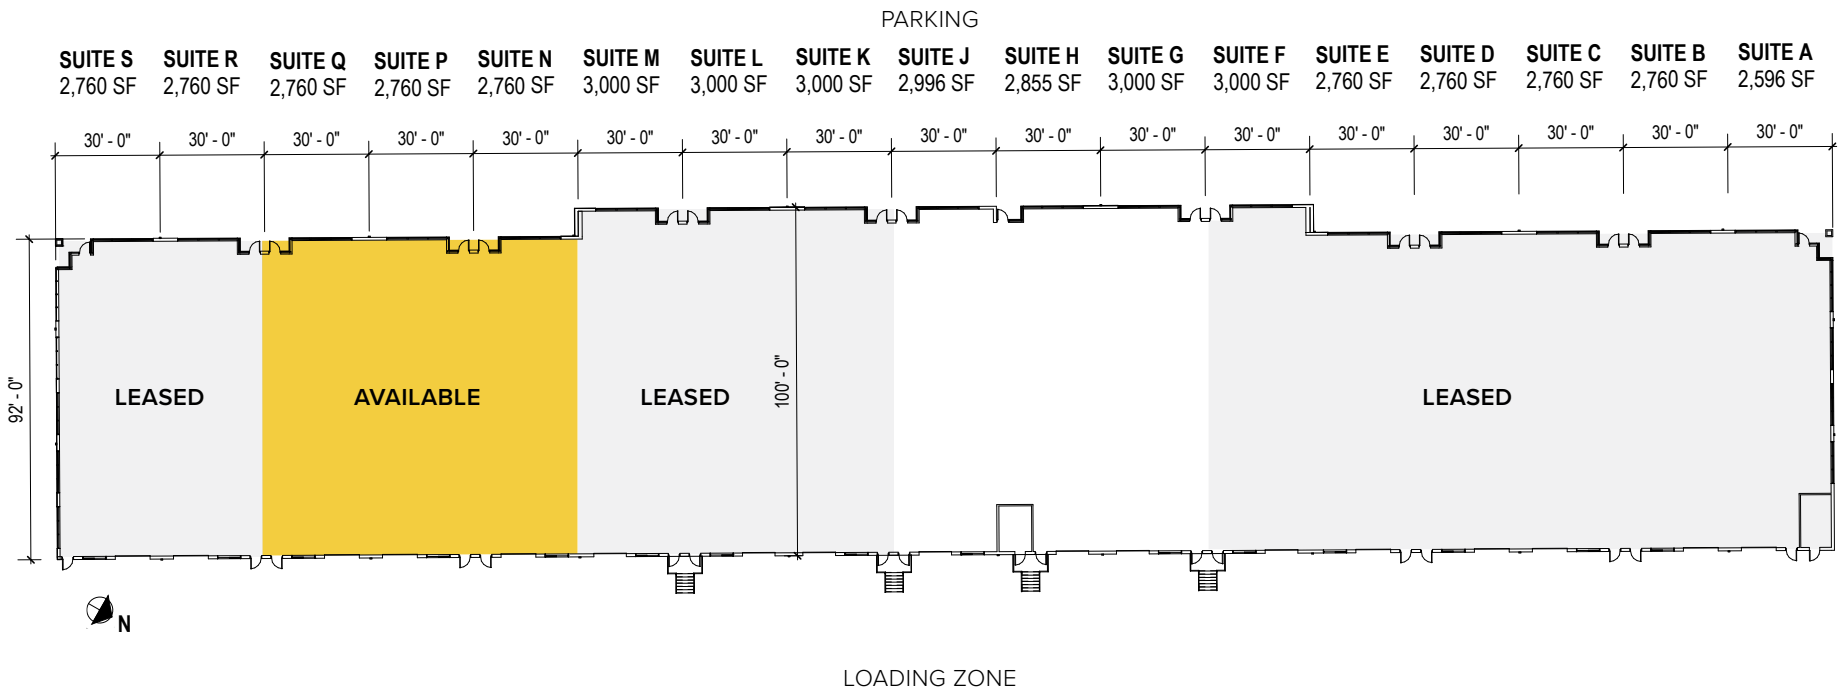 PARKING
SUITE S SUITE R SUITE Q SUITE P SUITE N SUITE M SUITE L SUITE K SUITE J SUITE H SUITE G SUITE F SUITE E SUITE D SUITE C SUITE B SUITE A
2,760 SF 2,760 SF 2,760 SF 2,760 SF 2,760 SF 3,000 SF 3,000 SF 3,000 SF 2,996 SF 2,855 SF 3,000 SF 3,000 SF 2,760 SF 2,760 SF 2,760 SF 2,760 SF 2,596 SF
30' - 0" 30' - 0" 30' - 0" 30' - 0" 30' - 0" 30' - 0" 30' - 0" 30' - 0" 30' - 0" 30' - 0" 30' - 0" 30' - 0" 30' - 0" 30' - 0" 30' - 0" 30' - 0" 30' - 0"
92' - 0"
LEASED AVAILABLE LEASED 100' - 0" LEASED
N
LOADING ZONE